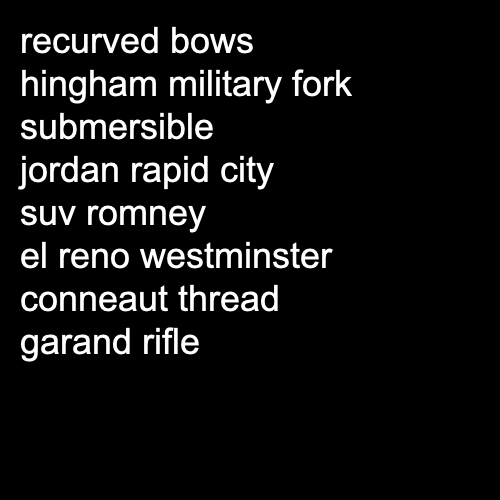 recurved bows
hingham military fork
submersible
jordan rapid city
suv romney
el reno westminster
conneaut thread
garand rifle